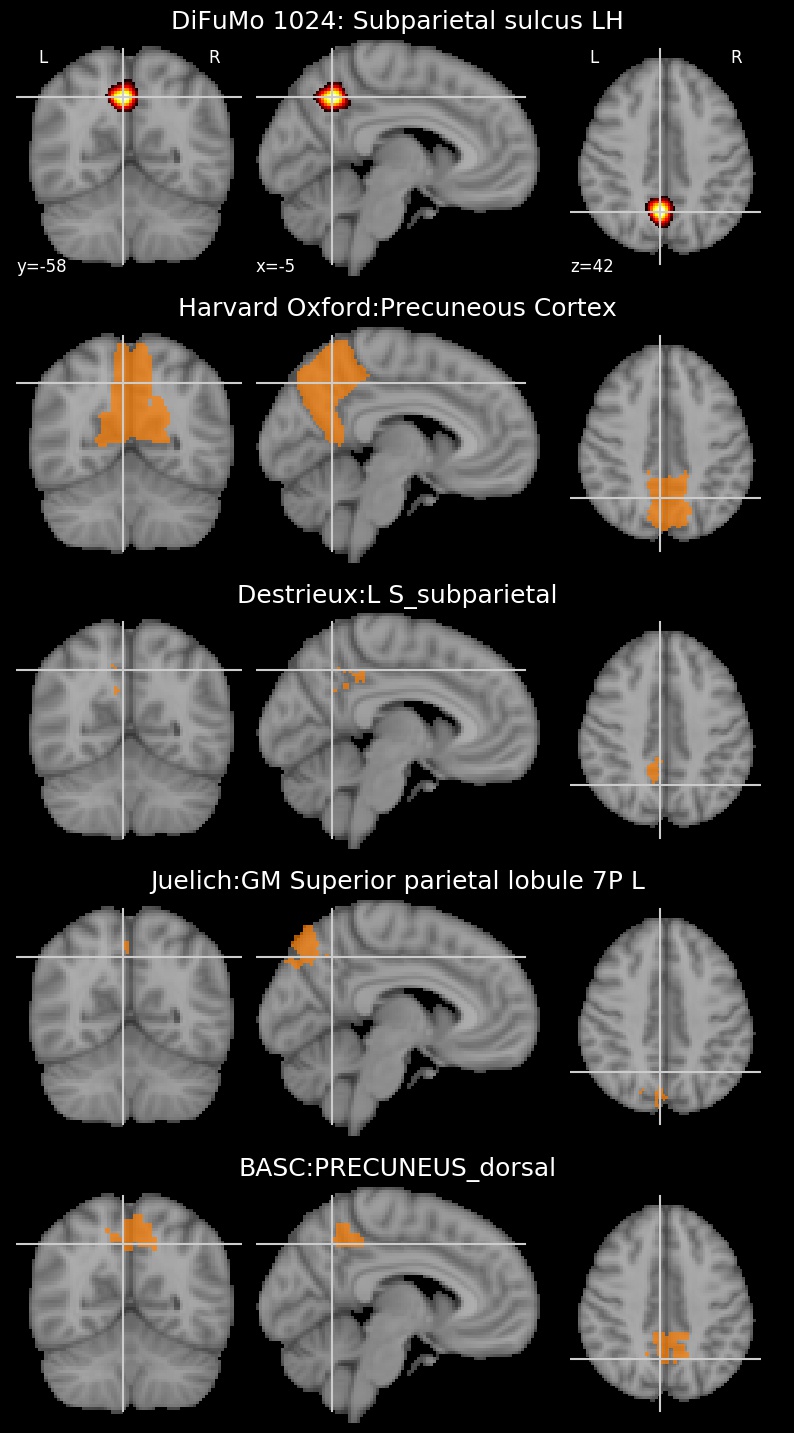 DiFuMo 1024: Subparietal sulcus LH
L R L R
y=-58 x=-5 z=42
Harvard Oxford:Precuneous Cortex
Destrieux:L S_subparietal
Juelich:GM Superior parietal lobule 7P L
BASC:PRECUNEUS_dorsal